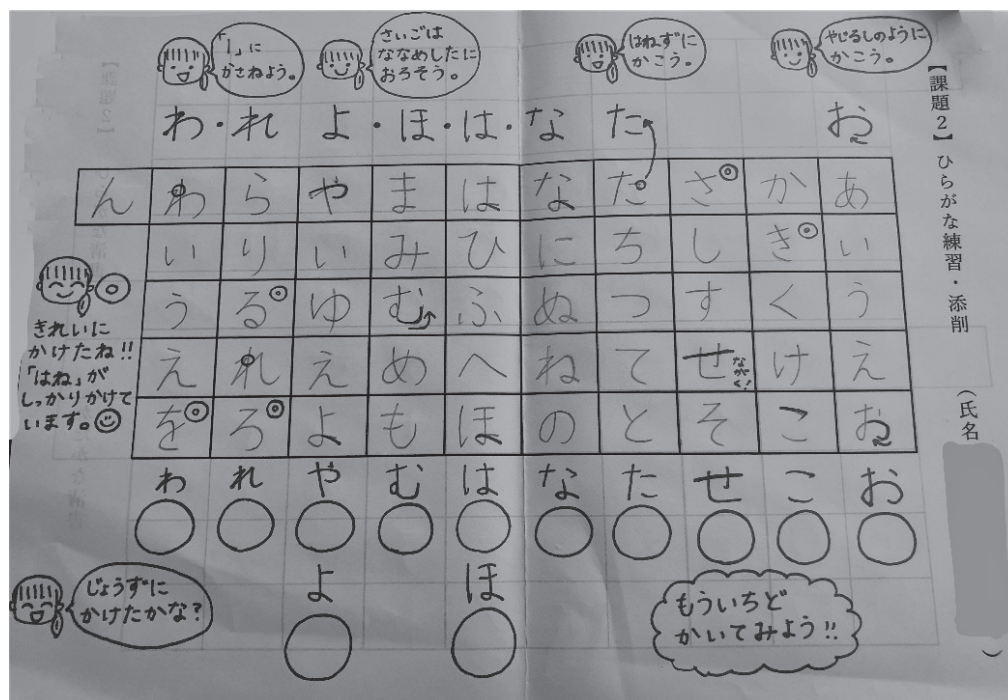 【課題2】ひらがな練習・添削
（氏名
）
やじるしのように
かこう。
はねずに
かこう。
さいごは
ななめしたに
おろそう。
「l」に
かさねよう。
お
た
な・は・ほ・よ
れ・わ
あいうえお
かきくけこ
さしすせそ
ながく!
たちつてと
なにぬねの
はひふへほ
まみむめも
やいゆえよ
らりるれろ
わいうえを
ん
きれいに
かけたね!!
「はね」が
しっかりかけて
います。
お
こ
せ
た
な
は
む
や
れ
わ
ほ
よ
もういちど
かいてみよう!!
じょうずに
かけたかな?